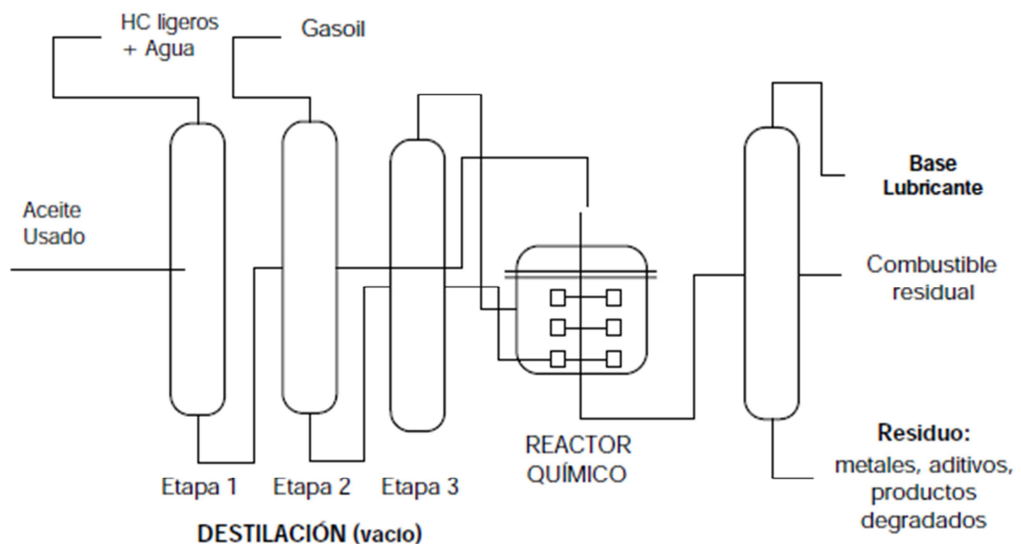 HC ligeros
+ Agua
Gasoil
Aceite
Usado
Base
Lubricante
Combustible
residual
REACTOR
QUÍMICO
Residuo:
metales, aditivos,
productos
degradados
Etapa 1
Etapa 2
Etapa 3
DESTILACIÓN (vacío)